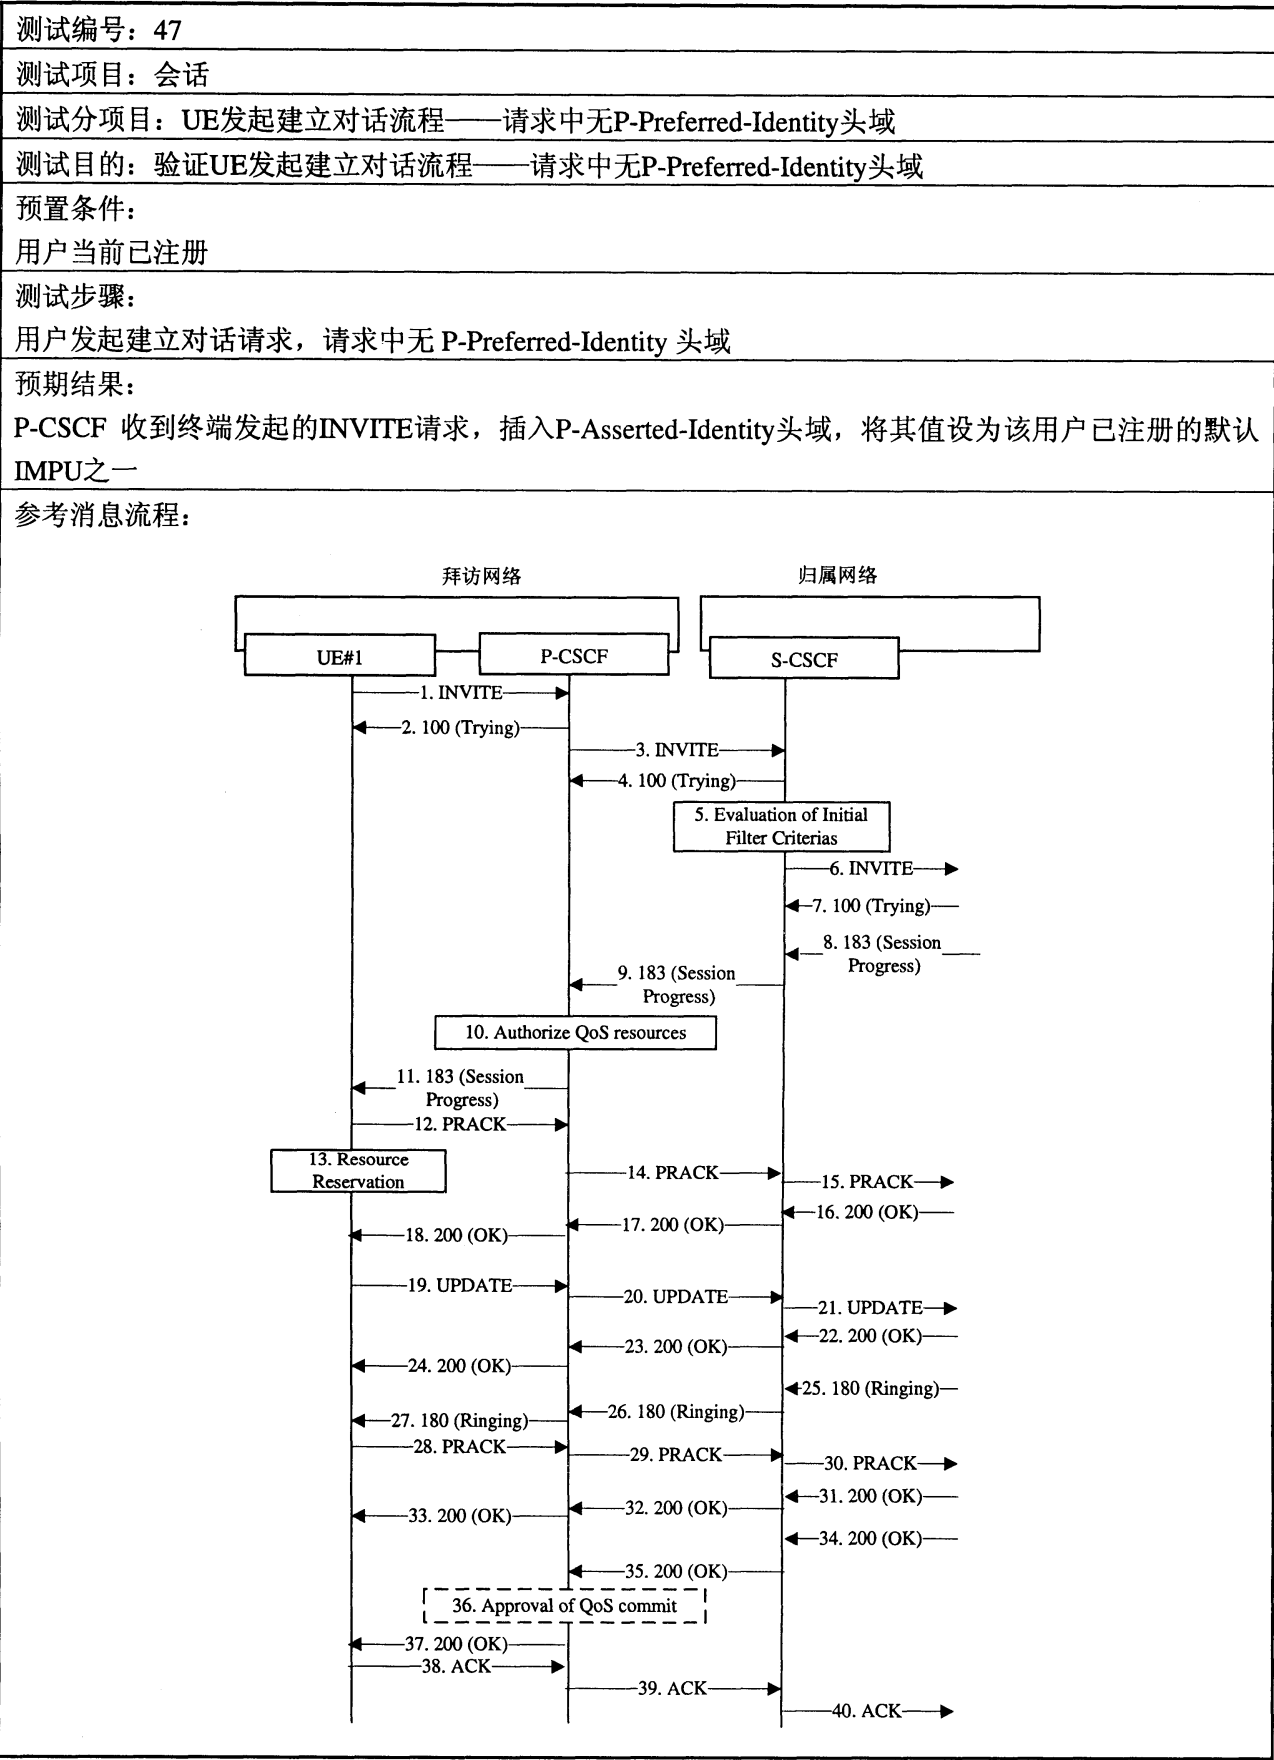 测试编号：47
测试项目：会话
测试分项目：UE发起建立对话流程——请求中无P-Preferred-Identity头域
测试目的：验证UE发起建立对话流程——请求中无P-Preferred-Identity头域
预置条件：
用户当前已注册
测试步骤：
用户发起建立对话请求，请求中无 P-Preferred-Identity 头域
预期结果：
P-CSCF 收到终端发起的INVITE请求，插入P-Asserted-Identity头域，将其值设为该用户已注册的默认
IMPU之一
参考消息流程：
拜访网络 归属网络
UE#1 P-CSCF S-CSCF
1. INVITE
2. 100 (Trying)
3. INVITE
4. 100 (Trying)
5. Evaluation of Initial
Filter Criterias
6. INVITE
7. 100 (Trying)
8. 183 (Session
Progress)
9. 183 (Session
Progress)
10. Authorize QoS resources
11. 183 (Session
Progress)
12. PRACK
13. Resource
Reservation
14. PRACK
15. PRACK
16. 200 (OK)
17. 200 (OK)
18. 200 (OK)
19. UPDATE
20. UPDATE
21. UPDATE
22. 200 (OK)
23. 200 (OK)
24. 200 (OK)
25. 180 (Ringing)
26. 180 (Ringing)
27. 180 (Ringing)
28. PRACK
29. PRACK
30. PRACK
31. 200 (OK)
32. 200 (OK)
33. 200 (OK)
34. 200 (OK)
35. 200 (OK)
36. Approval of QoS commit
37. 200 (OK)
38. ACK
39. ACK
40. ACK